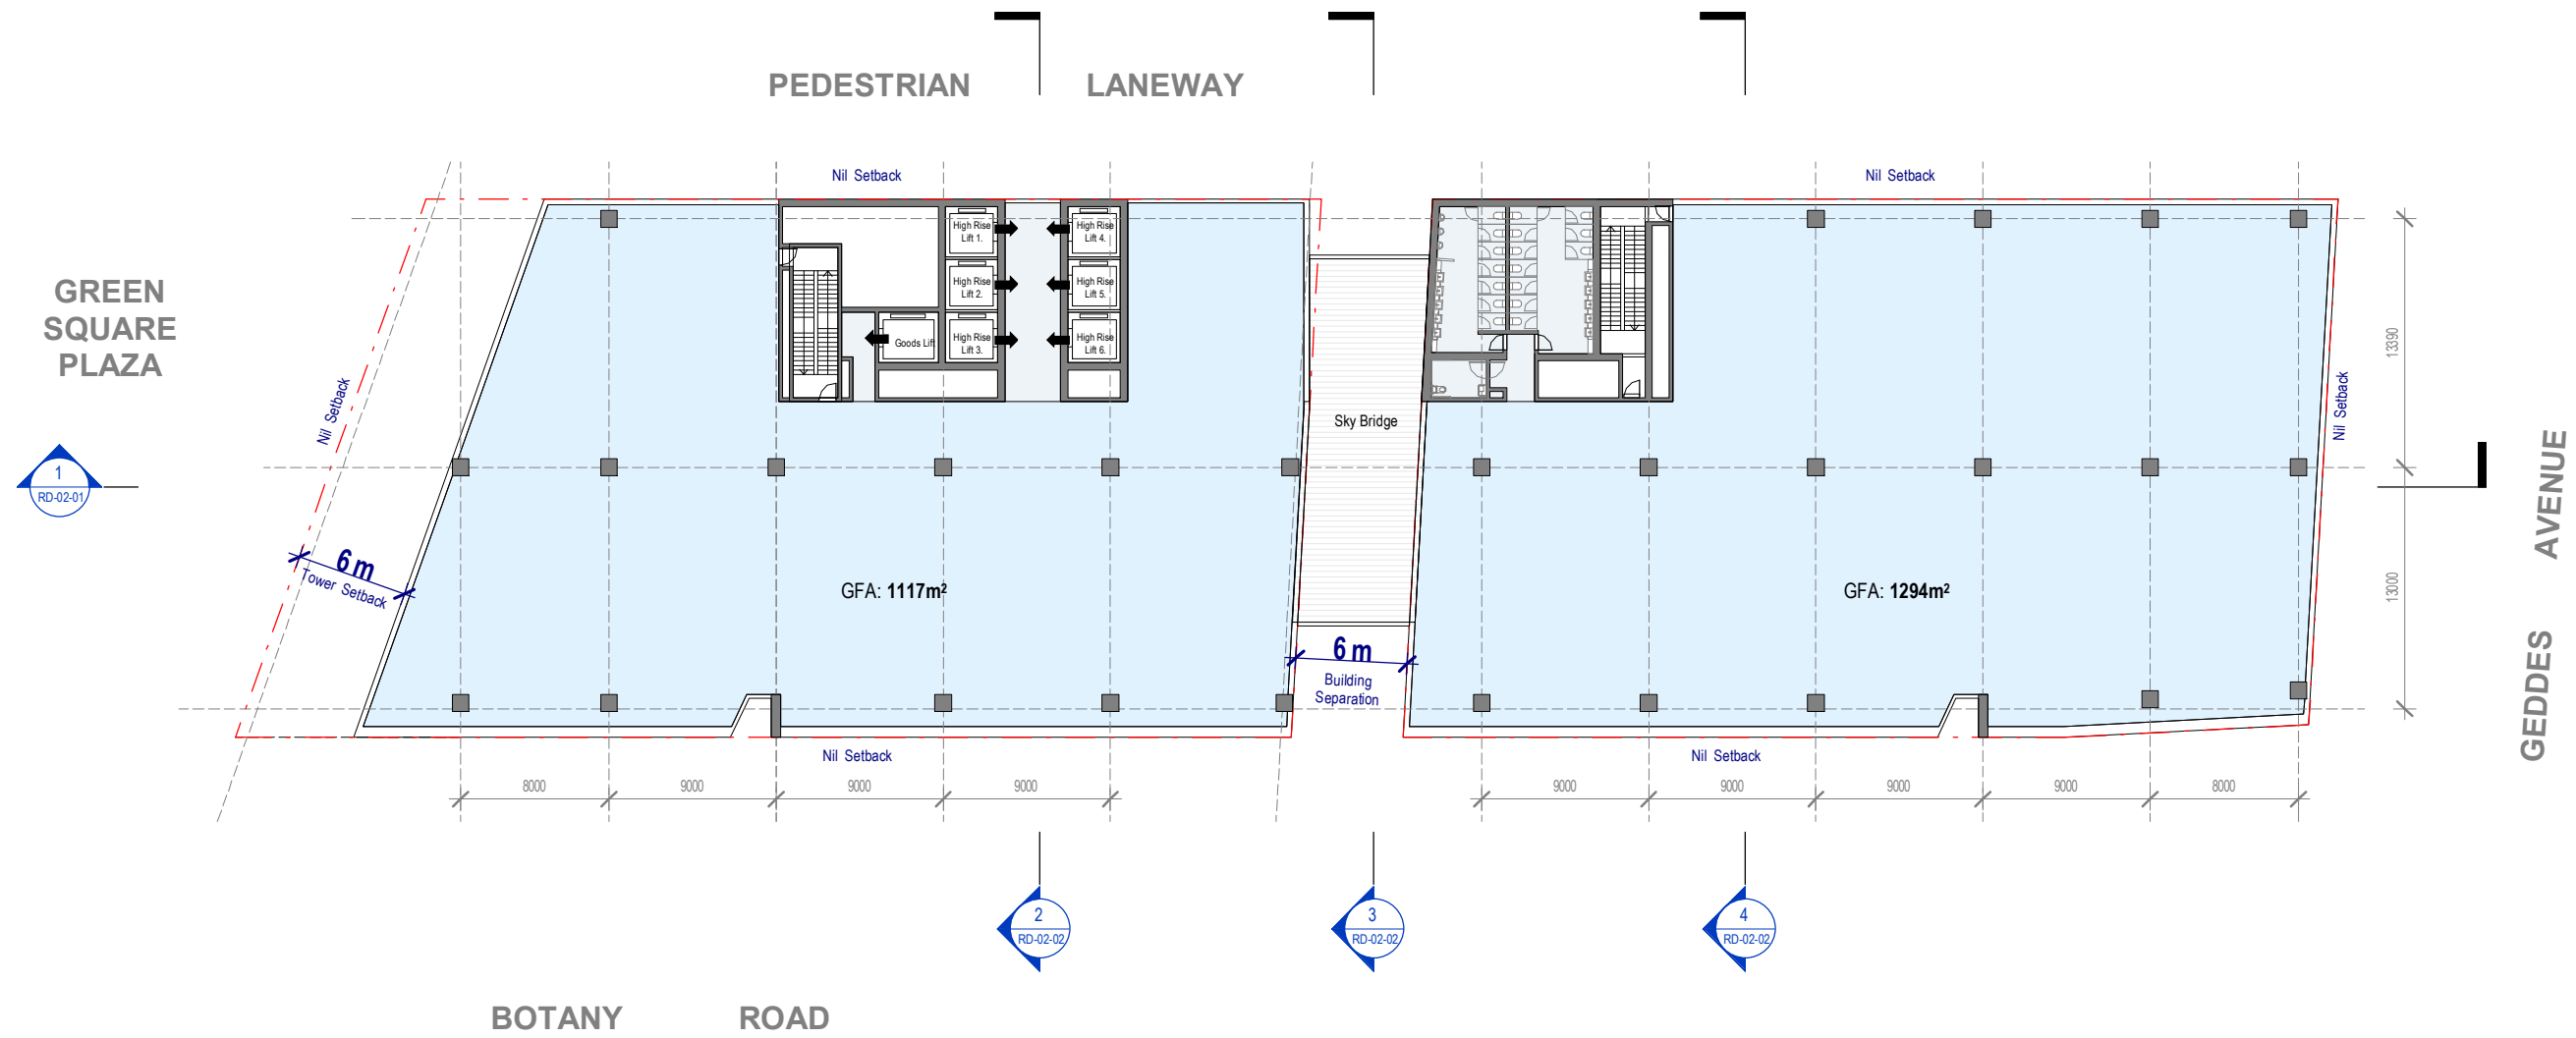 PEDESTRIAN LANEWAY
Nil Setback
Nil Setback
High Rise
Lift 1.
High Rise
Lift 4.
High Rise
Lift 2.
High Rise
Lift 5.
Goods Lift
High Rise
Lift 3.
High Rise
Lift 6.
GREEN
SQUARE
PLAZA
Nil Setback
Sky Bridge
13390
Nil Setback
1
RD-02-01
6 m
Tower Setback
GFA: 1117m²
GFA: 1294m²
13000
GEDDES AVENUE
6 m
Building
Separation
Nil Setback
Nil Setback
8000
9000
9000
9000
9000
9000
9000
9000
8000
2
RD-02-02
3
RD-02-02
4
RD-02-02
BOTANY ROAD